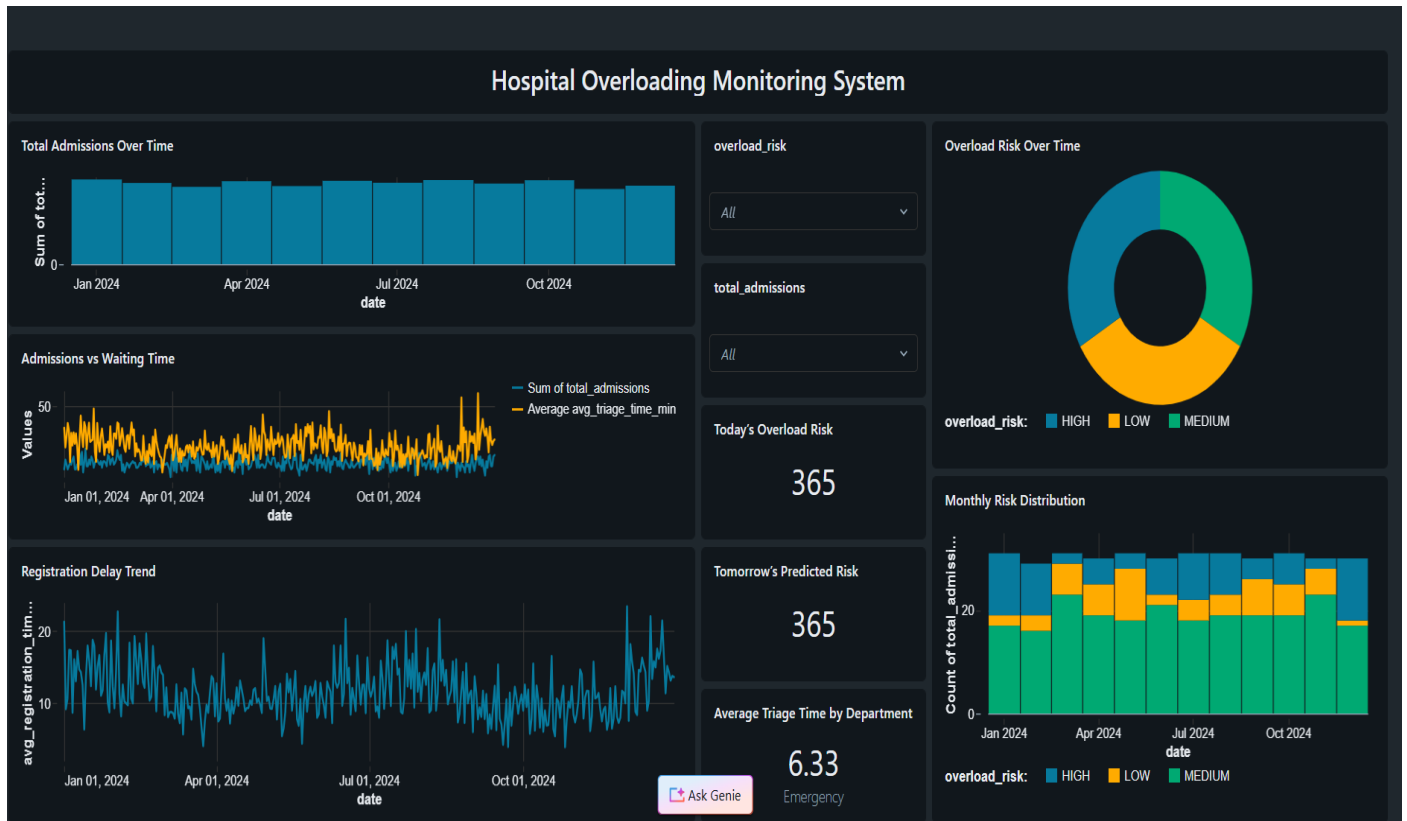 Hospital Overloading Monitoring System
Total Admissions Over Time
Sum of tot...
0
Jan 2024
Apr 2024
Jul 2024
Oct 2024
date
Admissions vs Waiting Time
Values
50
Jan 01, 2024
Apr 01, 2024
Jul 01, 2024
Oct 01, 2024
date
Sum of total_admissions
Average avg_triage_time_min
Registration Delay Trend
avg_registration_tim...
20
10
Jan 01, 2024
Apr 01, 2024
Jul 01, 2024
Oct 01, 2024
date
overload_risk
All
total_admissions
All
Today's Overload Risk
365
Tomorrow's Predicted Risk
365
Average Triage Time by Department
6.33
Emergency
Ask Genie
Overload Risk Over Time
overload_risk: HIGH LOW MEDIUM
Monthly Risk Distribution
Count of total_admissi...
20
0
Jan 2024
Apr 2024
Jul 2024
Oct 2024
date
overload_risk: HIGH LOW MEDIUM